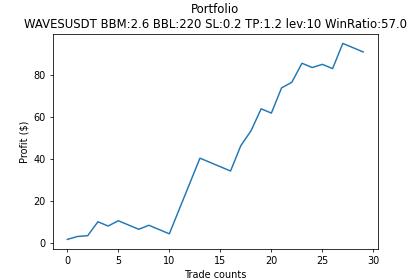 Portfolio
WAVESUSDT BBM:2.6 BBL:220 SL:0.2 TP:1.2 lev:10 WinRatio:57.0
80
60
40
20
0
Profit ($)
0 5 10 15 20 25 30
Trade counts